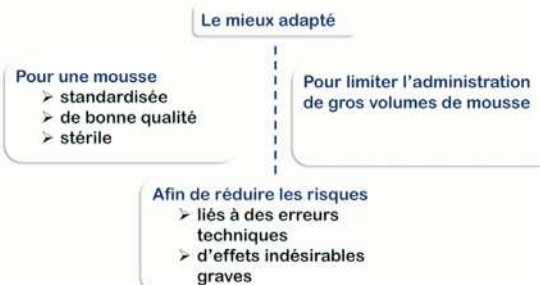 Le mieux adapté
Pour une mousse
➢ standardisée
➢ de bonne qualité
➢ stérile
Pour limiter l'administration
de gros volumes de mousse
Afin de réduire les risques
➢ liés à des erreurs
techniques
➢ d'effets indésirables
graves